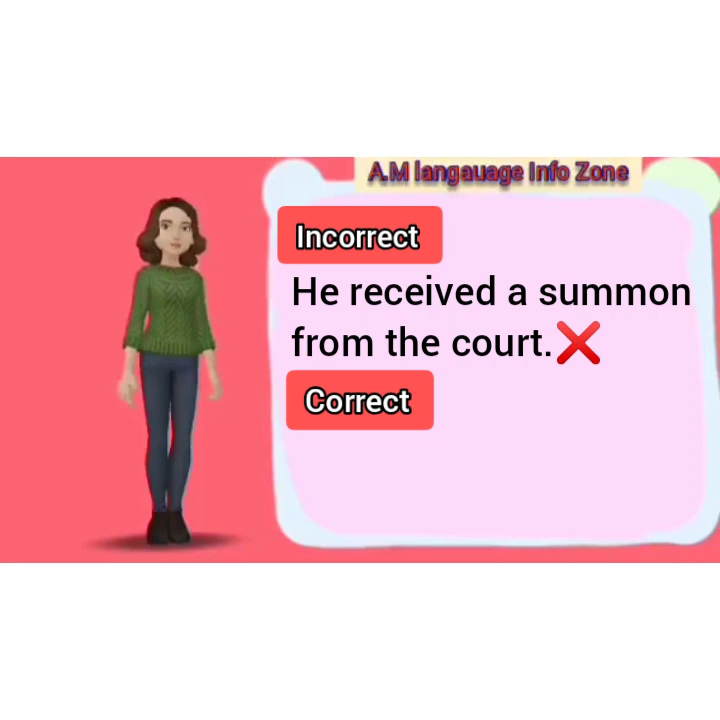 A.M langauage Info Zone
Incorrect
He received a summon
from the court.❌
Correct